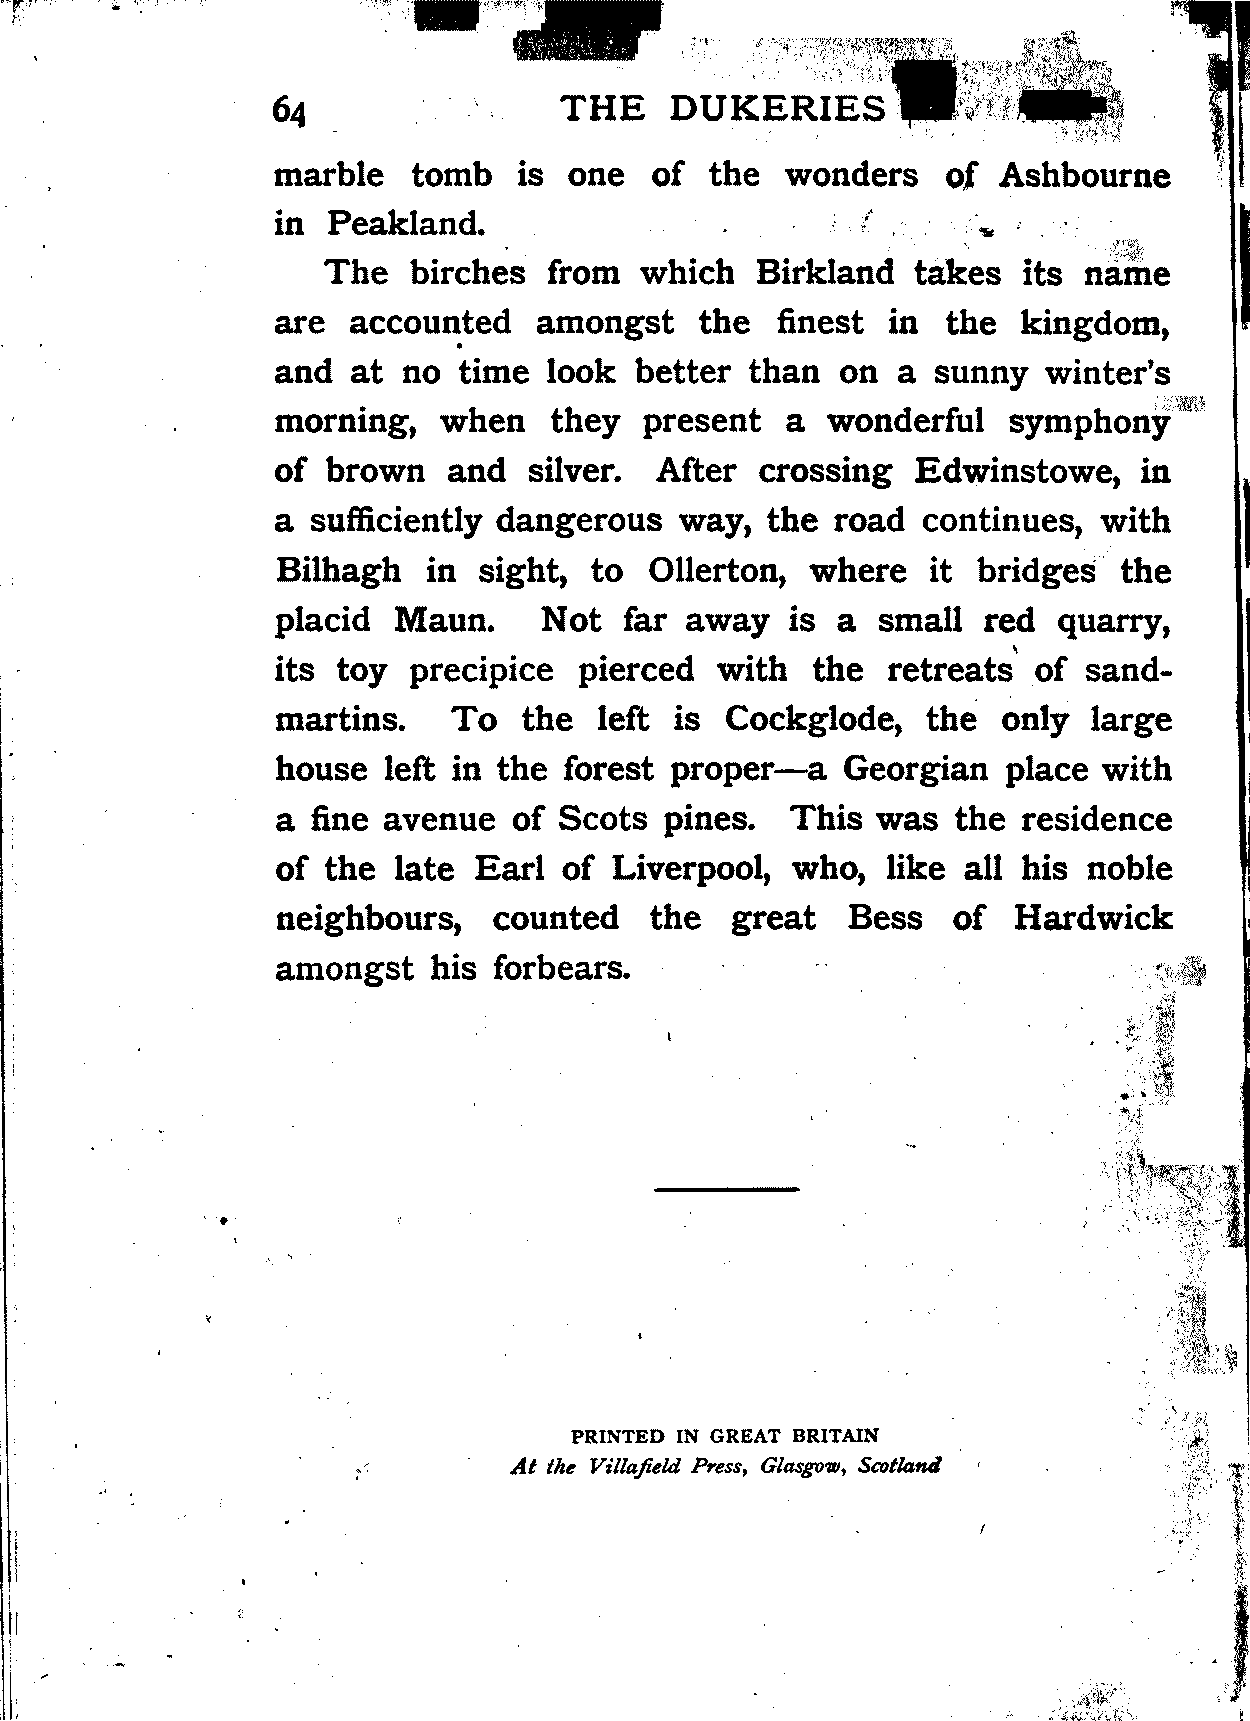 64 THE DUKERIES
marble tomb is one of the wonders of Ashbourne
in Peakland.
The birches from which Birkland takes its name
are accounted amongst the finest in the kingdom,
and at no time look better than on a sunny winter's
morning, when they present a wonderful symphony
of brown and silver. After crossing Edwinstowe, in
a sufficiently dangerous way, the road continues, with
Bilhagh in sight, to Ollerton, where it bridges the
placid Maun. Not far away is a small red quarry,
its toy precipice pierced with the retreats of sand-
martins. To the left is Cockglode, the only large
house left in the forest proper—a Georgian place with
a fine avenue of Scots pines. This was the residence
of the late Earl of Liverpool, who, like all his noble
neighbours, counted the great Bess of Hardwick
amongst his forbears.
PRINTED IN GREAT BRITAIN
At the Villafield Press, Glasgow, Scotland